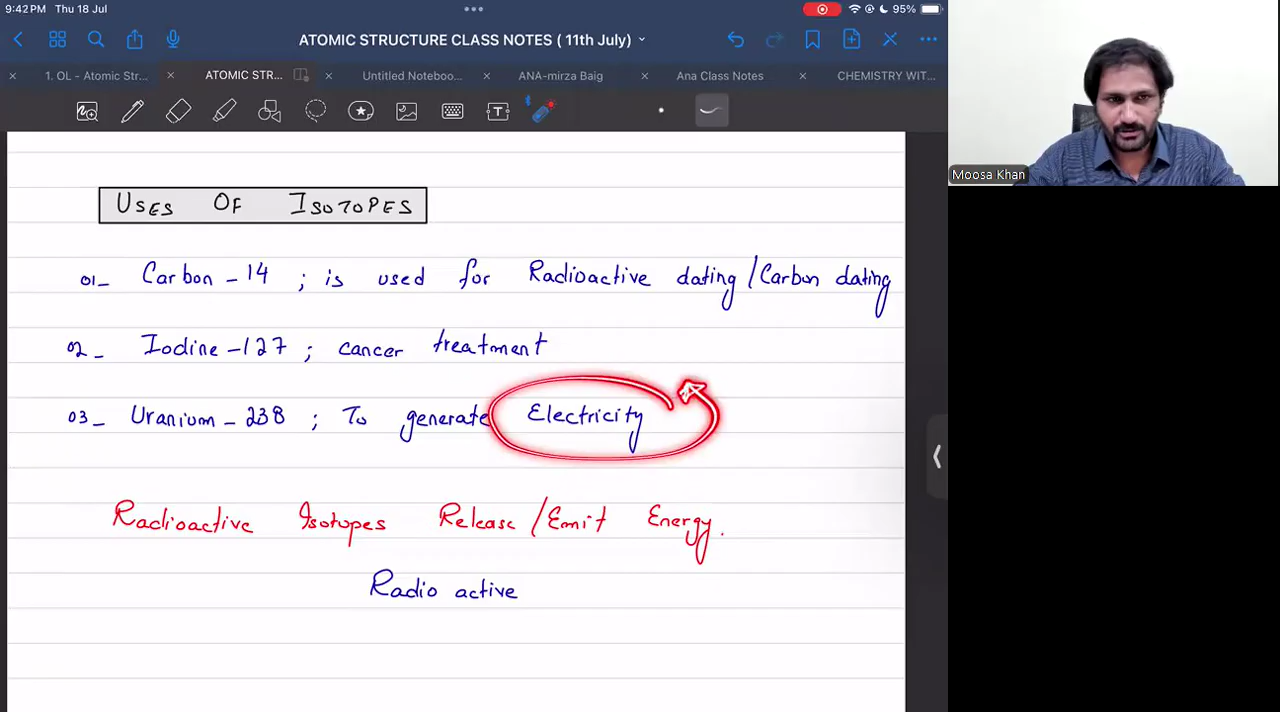 9:42 PM Thu 18 Jul
95%
ATOMIC STRUCTURE CLASS NOTES ( 11th July)
1. OL - Atomic Str...
ATOMIC STR...
Untitled Noteboo...
ANA-mirza Baig
Ana Class Notes
CHEMISTRY WIT...
Moosa Khan
USES OF ISOTOPES
01- Carbon-14 ; is used for Radioactive dating/Carbon dating
02- Iodine-127 ; cancer treatment
03- Uranium-238 ; To generate Electricity
Radioactive Isotopes Release/Emit Energy.
Radio active